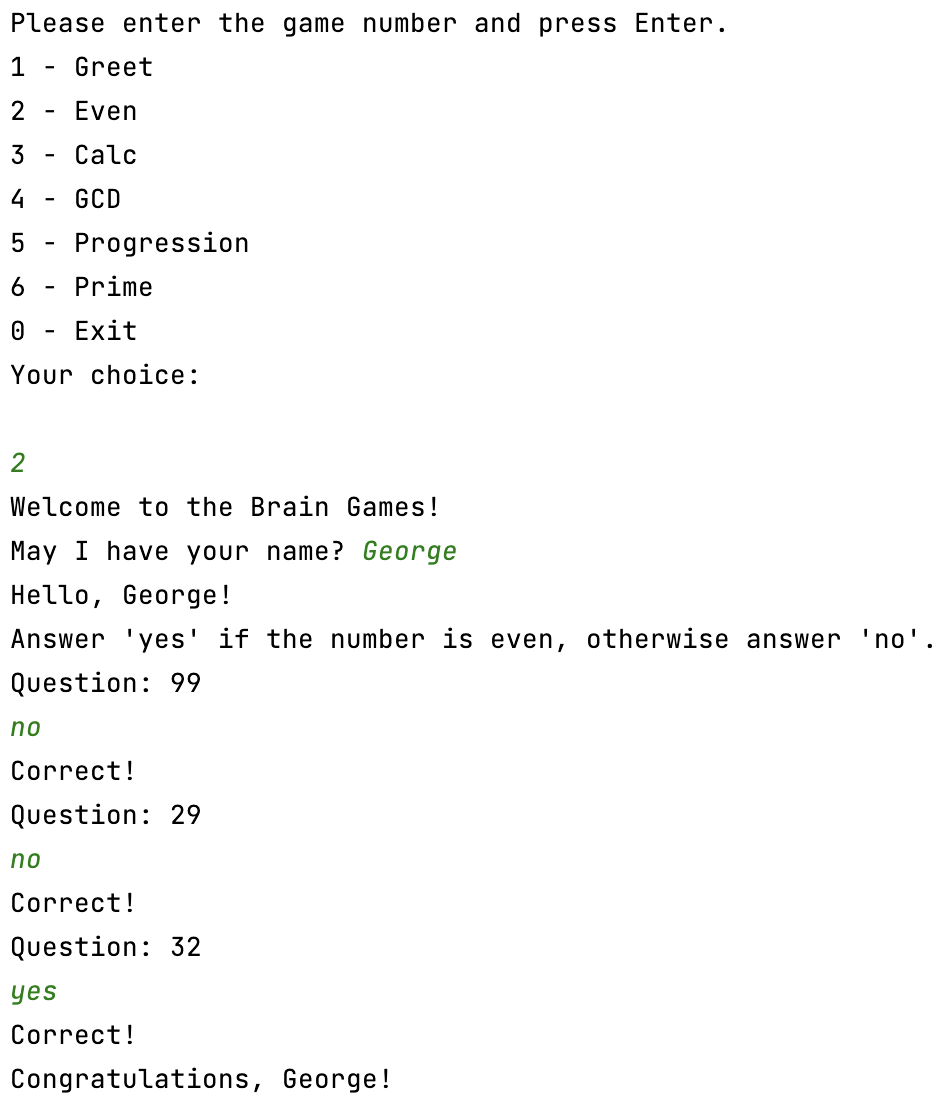 Please enter the game number and press Enter.
1 - Greet
2 - Even
3 - Calc
4 - GCD
5 - Progression
6 - Prime
0 - Exit
Your choice:
2
Welcome to the Brain Games!
May I have your name? George
Hello, George!
Answer 'yes' if the number is even, otherwise answer 'no'.
Question: 99
no
Correct!
Question: 29
no
Correct!
Question: 32
yes
Correct!
Congratulations, George!